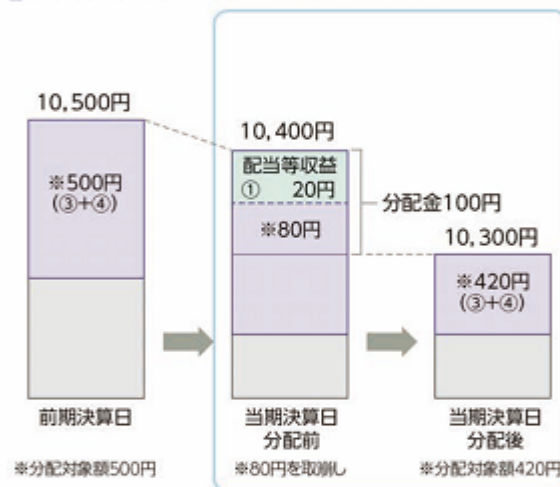 10,500円
※500円
(③+④)
前期決算日
※分配対象額500円
10,400円
配当等収益
① 20円
※80円
分配金100円
当期決算日
分配前
※80円を取崩し
10,300円
※420円
(③+④)
当期決算日
分配後
※分配対象額420円